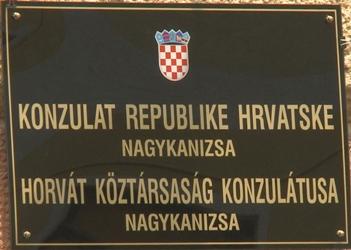 KONZULAT REPUBLIKE HRVATSKE
NAGYKANIZSA
HORVÁT KÖZTÁRSASÁG KONZULÁTUSA
NAGYKANIZSA